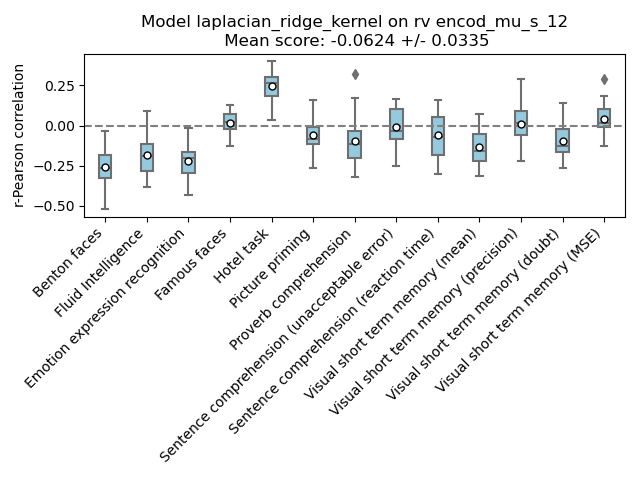 Model laplacian_ridge_kernel on rv encod_mu_s_12
Mean score: -0.0624 +/- 0.0335
r-Pearson correlation
0.25
0.00
−0.25
−0.50
Benton faces
Fluid Intelligence
Emotion expression recognition
Famous faces
Hotel task
Picture priming
Proverb comprehension
Sentence comprehension (unacceptable error)
Sentence comprehension (reaction time)
Visual short term memory (mean)
Visual short term memory (precision)
Visual short term memory (doubt)
Visual short term memory (MSE)